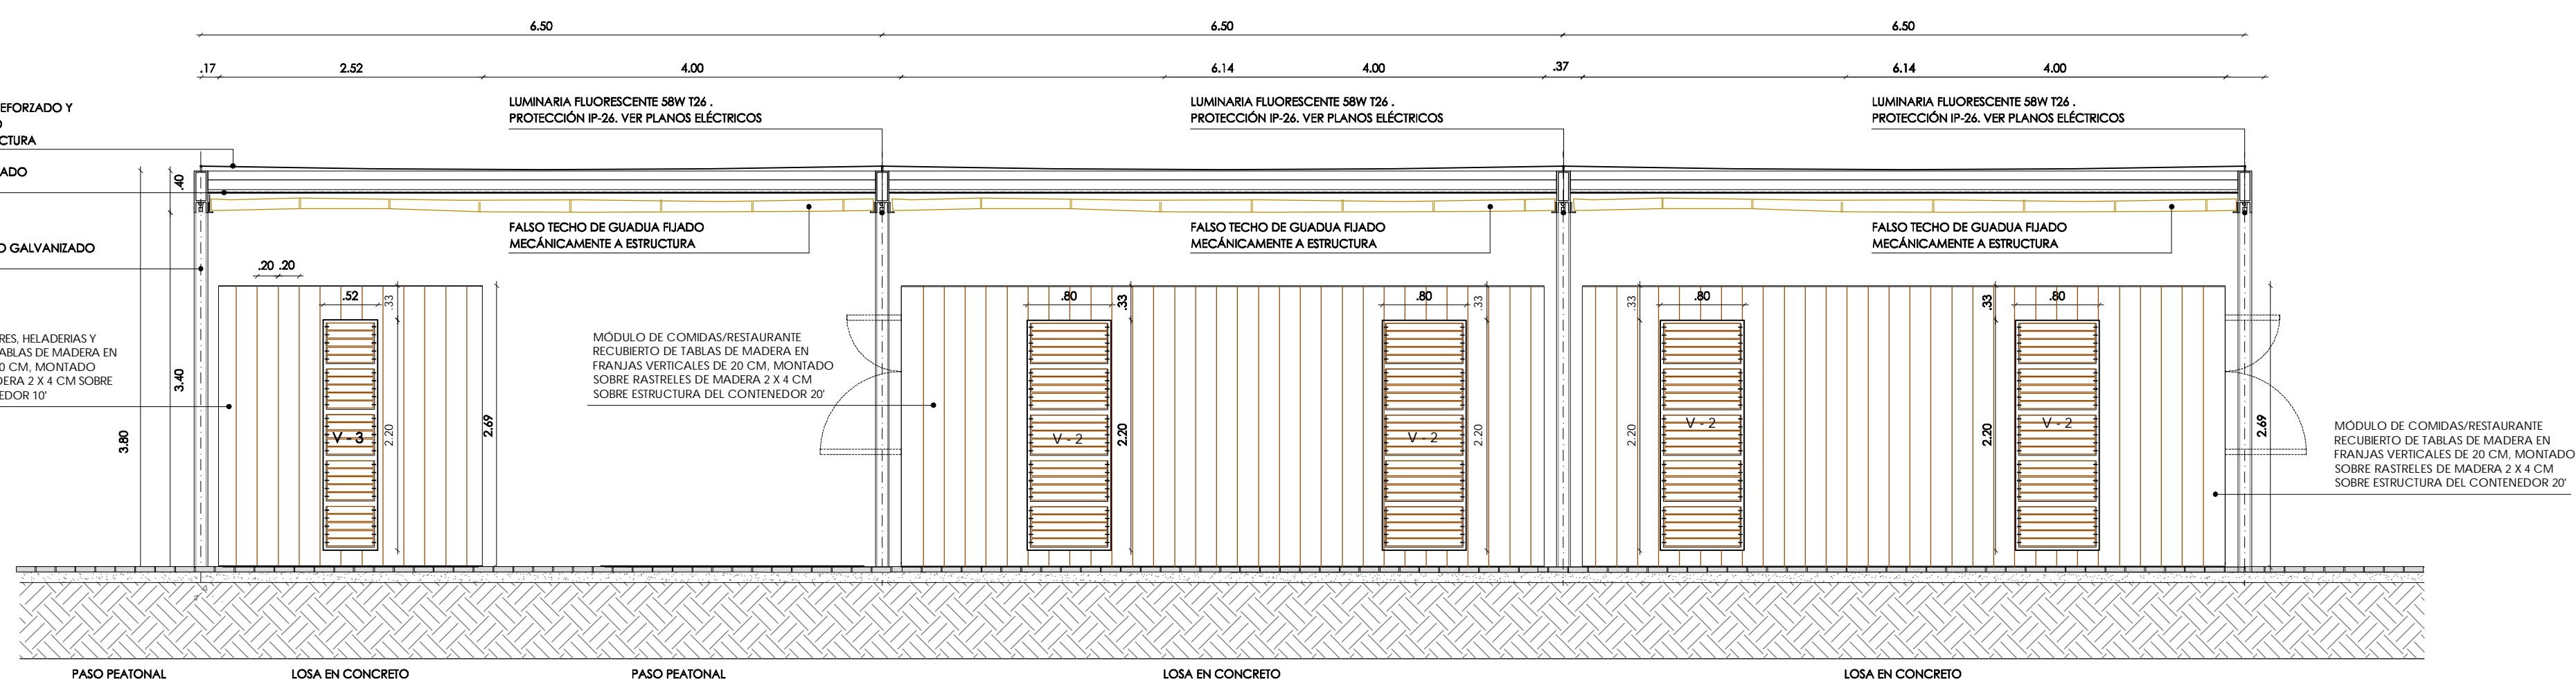 6.50
6.50
6.50
.17
2.52
4.00
6.14
4.00
.37
6.14
4.00
EFORZADO Y
O
CTURA
ADO
O GALVANIZADO
LUMINARIA FLUORESCENTE 58W T26 .
PROTECCIÓN IP-26. VER PLANOS ELÉCTRICOS
LUMINARIA FLUORESCENTE 58W T26 .
PROTECCIÓN IP-26. VER PLANOS ELÉCTRICOS
LUMINARIA FLUORESCENTE 58W T26 .
PROTECCIÓN IP-26. VER PLANOS ELÉCTRICOS
.40
FALSO TECHO DE GUADUA FIJADO
MECÁNICAMENTE A ESTRUCTURA
FALSO TECHO DE GUADUA FIJADO
MECÁNICAMENTE A ESTRUCTURA
FALSO TECHO DE GUADUA FIJADO
MECÁNICAMENTE A ESTRUCTURA
.20 .20
.52
.33
.80
.33
.80
.33
.33
.80
.33
.80
RES, HELADERIAS Y
TABLAS DE MADERA EN
0 CM, MONTADO
DERA 2 X 4 CM SOBRE
EDOR 10'
3.40
3.80
V - 3
2.20
2.69
MÓDULO DE COMIDAS/RESTAURANTE
RECUBIERTO DE TABLAS DE MADERA EN
FRANJAS VERTICALES DE 20 CM, MONTADO
SOBRE RASTRELES DE MADERA 2 X 4 CM
SOBRE ESTRUCTURA DEL CONTENEDOR 20'
V - 2
2.20
V - 2
2.20
2.20
V - 2
2.20
V - 2
2.69
MÓDULO DE COMIDAS/RESTAURANTE
RECUBIERTO DE TABLAS DE MADERA EN
FRANJAS VERTICALES DE 20 CM, MONTADO
SOBRE RASTRELES DE MADERA 2 X 4 CM
SOBRE ESTRUCTURA DEL CONTENEDOR 20'
PASO PEATONAL
LOSA EN CONCRETO
PASO PEATONAL
LOSA EN CONCRETO
LOSA EN CONCRETO